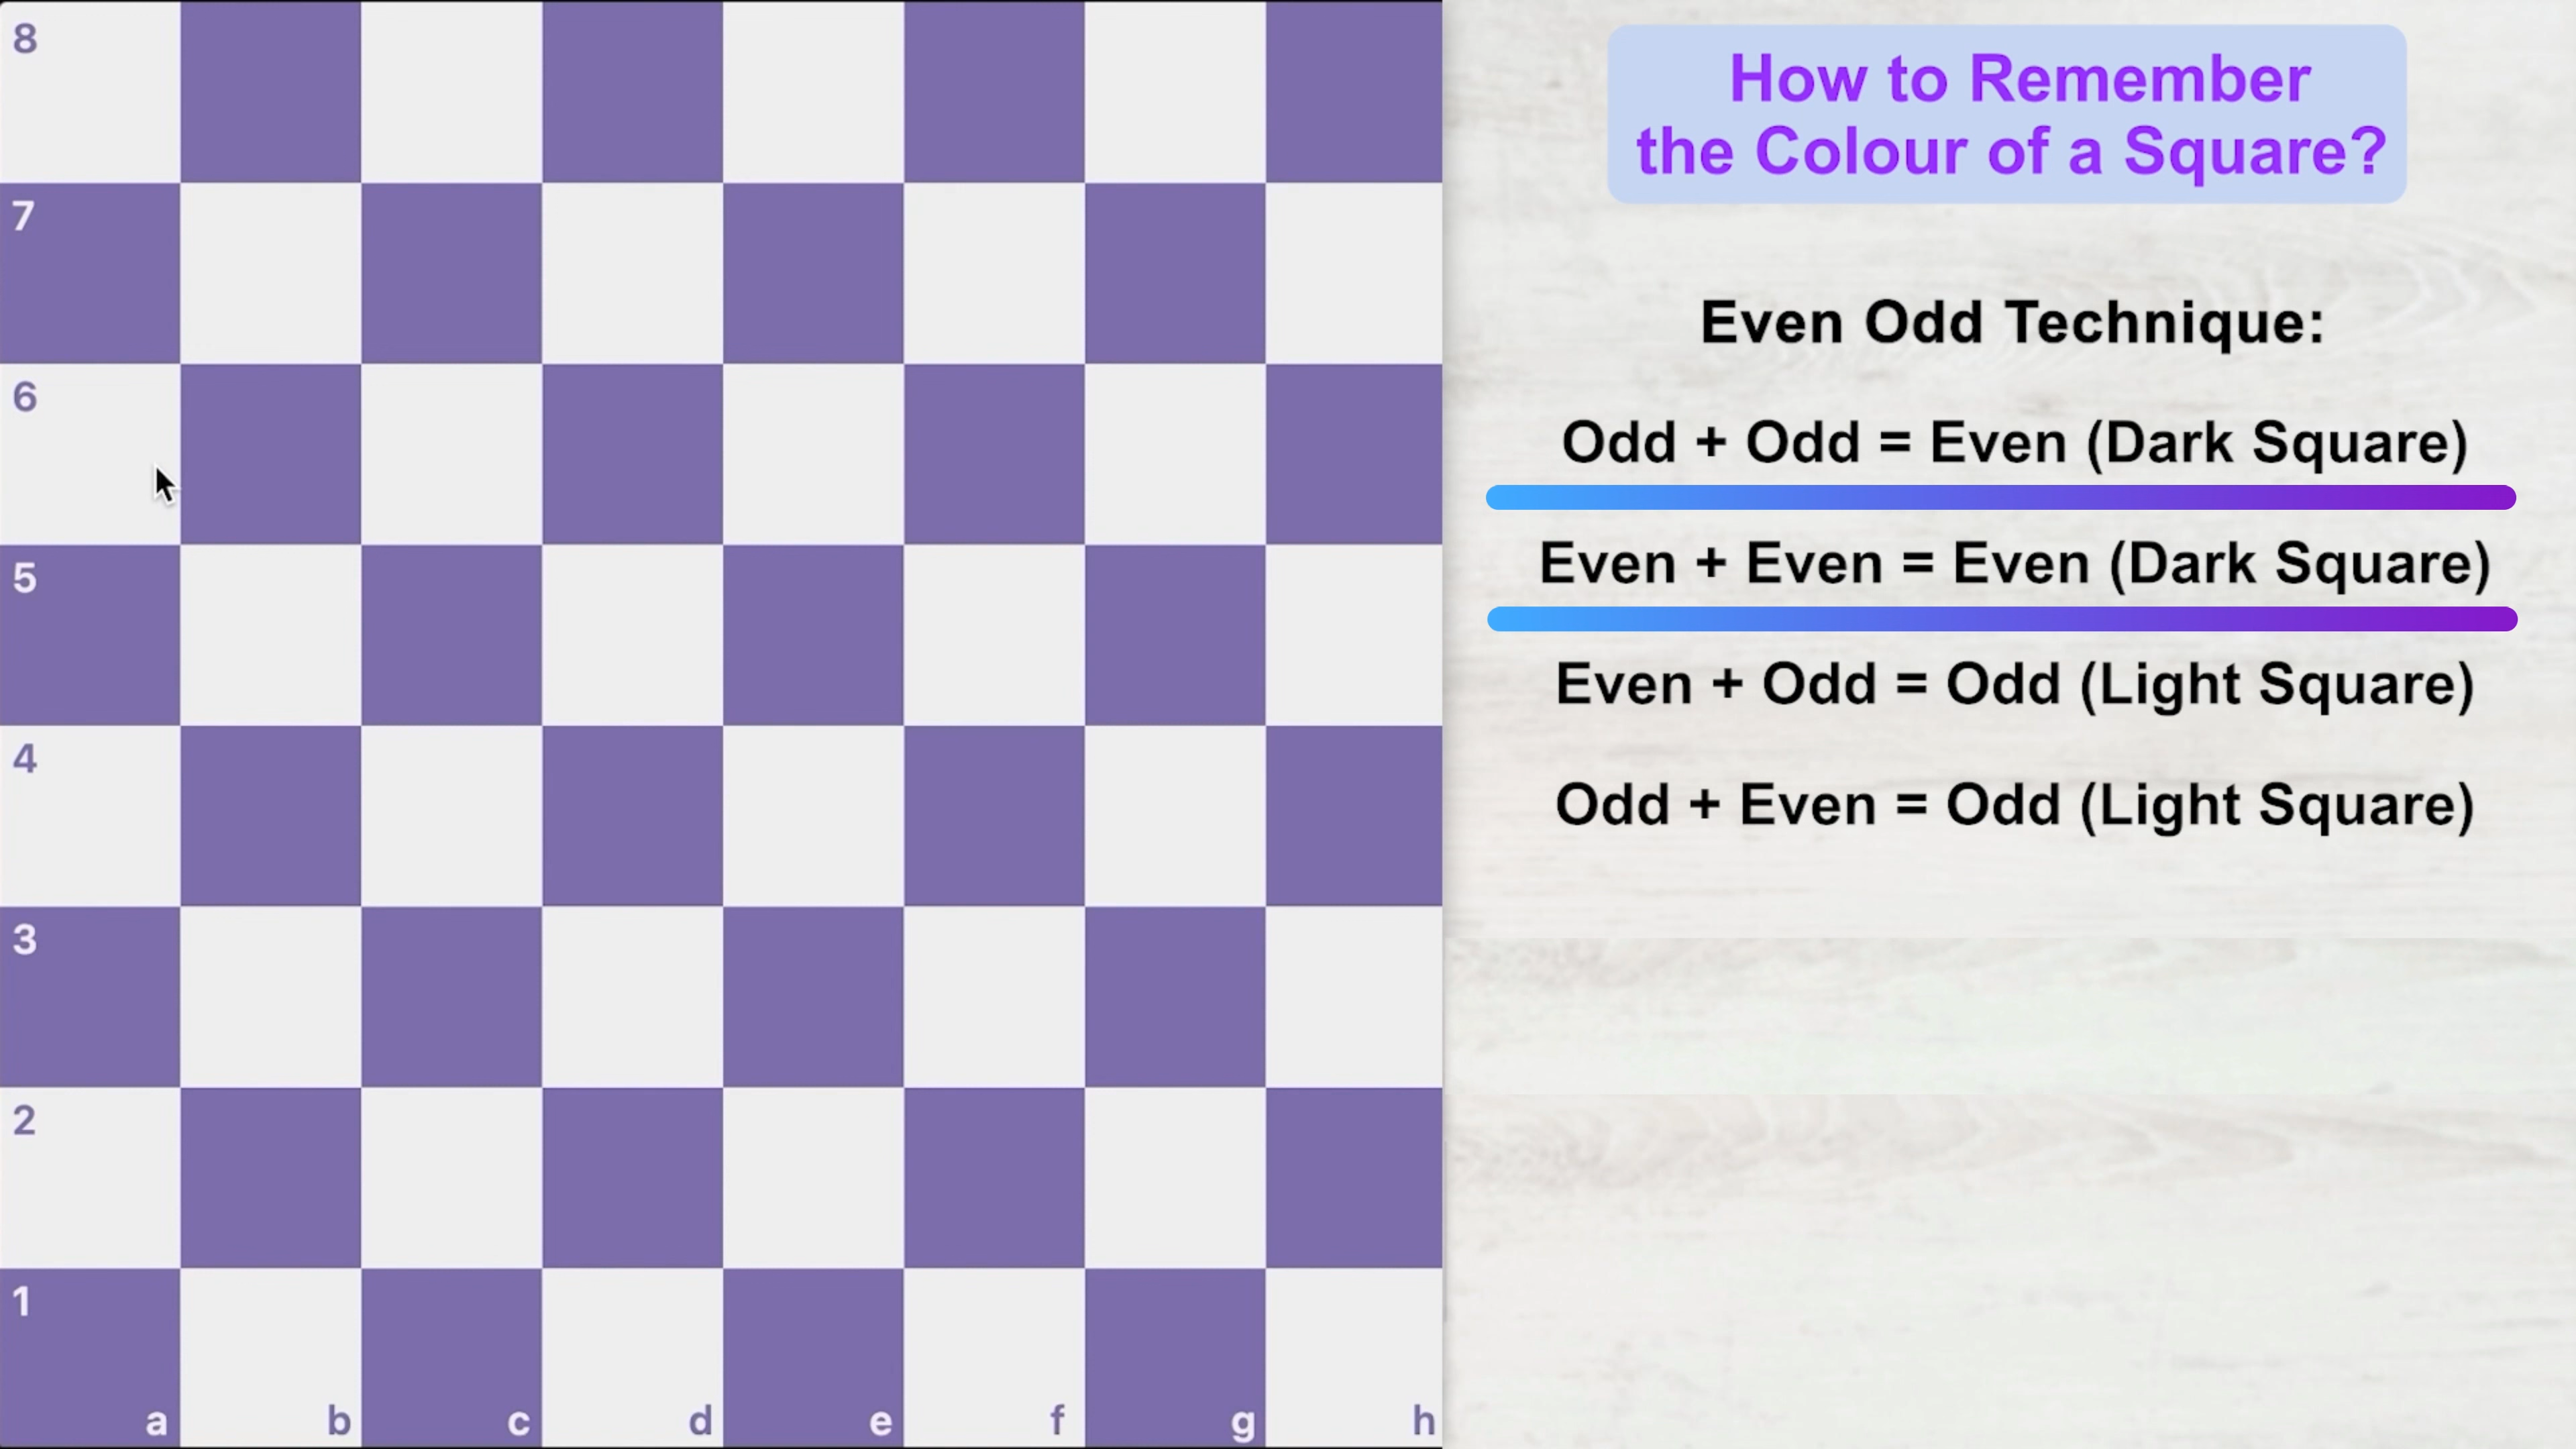 8
7
6
5
4
3
2
1
a b c d e f g h
How to Remember
the Colour of a Square?
Even Odd Technique:
Odd + Odd = Even (Dark Square)
Even + Even = Even (Dark Square)
Even + Odd = Odd (Light Square)
Odd + Even = Odd (Light Square)